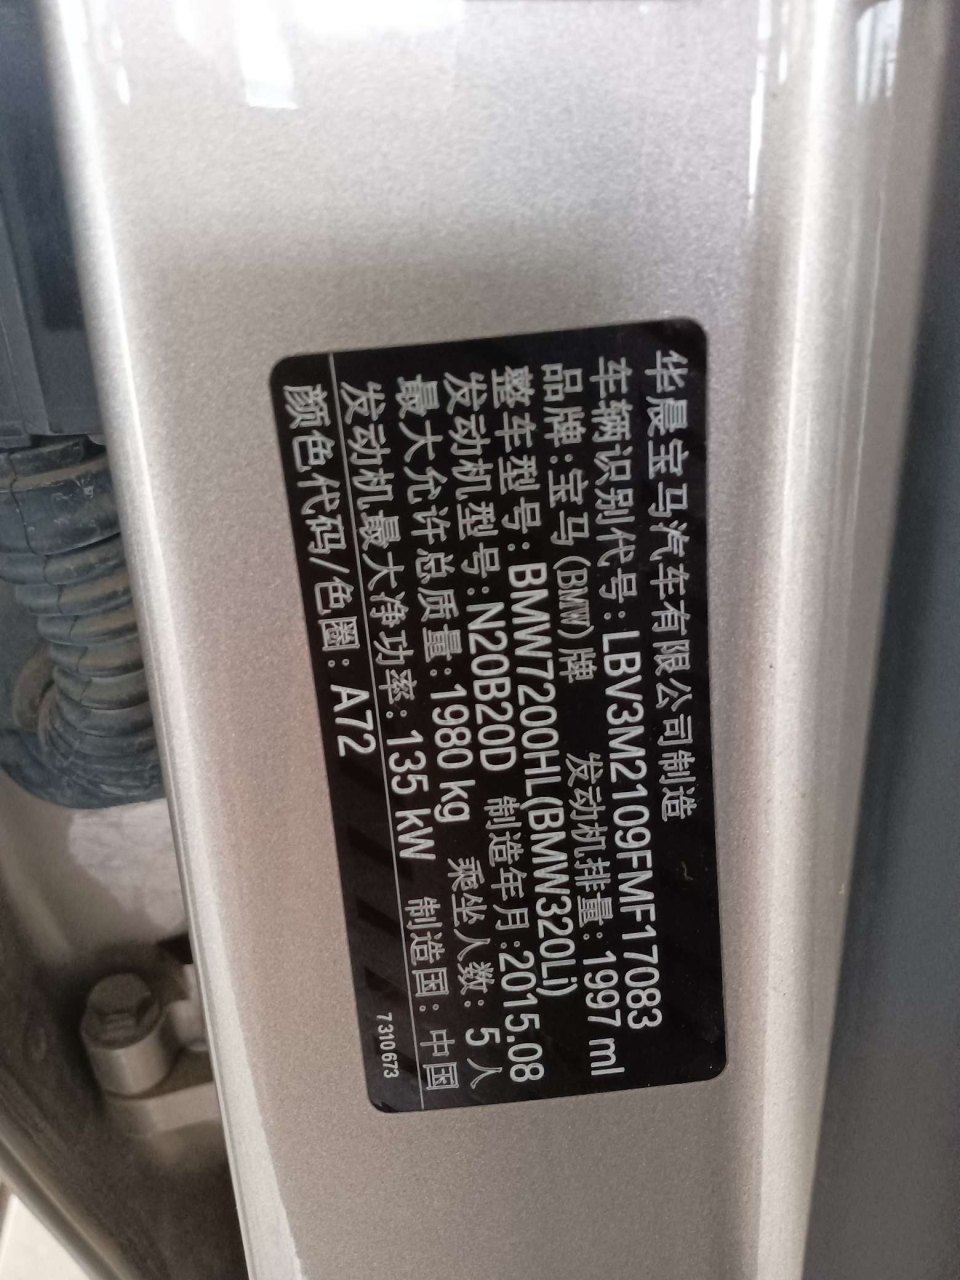 华晨宝马汽车有限公司制造
车辆识别代号:LBV3M2109FMF17083
品牌:宝马(BMW)牌 发动机排量:1997 ml
整车型号:BMW7200HL(BMW320Li)
发动机型号:N20B20D 制造年月:2015.08
最大允许总质量:1980 kg 乘坐人数: 5 人
发动机最大净功率: 135 kW 制造国: 中国
颜色代码/色圈: A72 7 310 673